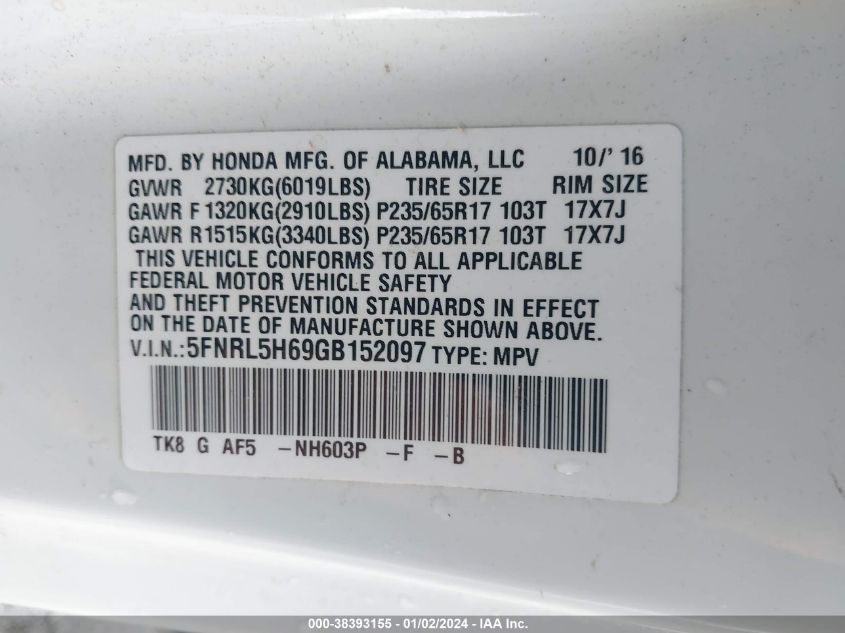 MFD. BY HONDA MFG. OF ALABAMA, LLC 10/'16
GVWR 2730KG(6019LBS) TIRE SIZE RIM SIZE
GAWR F 1320KG(2910LBS) P235/65R17 103T 17X7J
GAWR R1515KG(3340LBS) P235/65R17 103T 17X7J
THIS VEHICLE CONFORMS TO ALL APPLICABLE
FEDERAL MOTOR VEHICLE SAFETY
AND THEFT PREVENTION STANDARDS IN EFFECT
ON THE DATE OF MANUFACTURE SHOWN ABOVE.
V.I.N.:5FNRL5H69GB152097 TYPE: MPV
TK8 G AF5 -NH603P -F -B
000-38393155 - 01/02/2024 - IAA Inc.